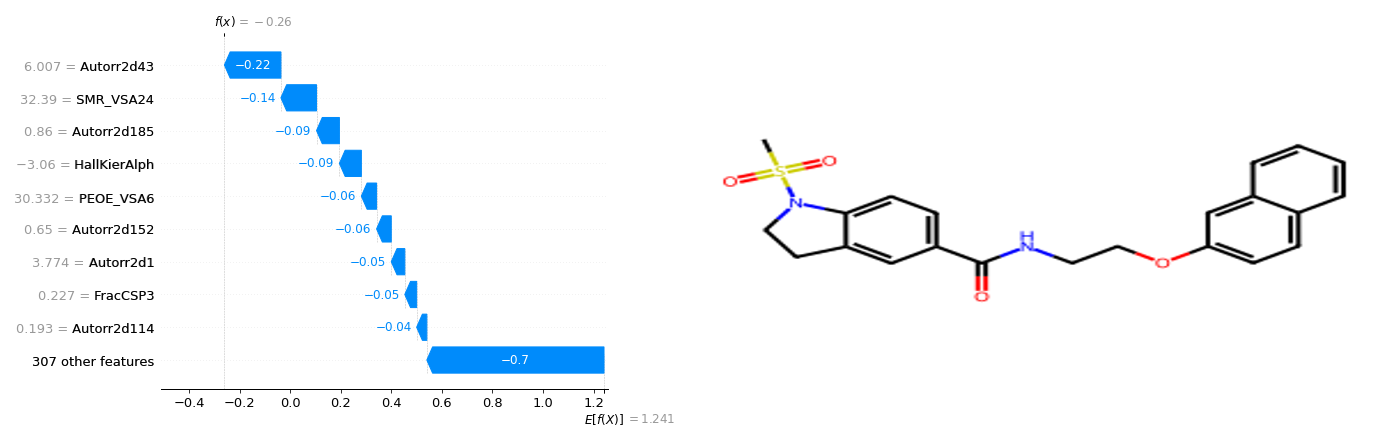 f(x) = −0.26
6.007 = Autorr2d43
−0.22
32.39 = SMR_VSA24
−0.14
0.86 = Autorr2d185
−0.09
−3.06 = HallKierAlph
−0.09
30.332 = PEOE_VSA6
−0.06
0.65 = Autorr2d152
−0.06
3.774 = Autorr2d1
−0.05
0.227 = FracCSP3
−0.05
0.193 = Autorr2d114
−0.04
307 other features
−0.7
−0.4 −0.2 0.0 0.2 0.4 0.6 0.8 1.0 1.2
E[f(X)] = 1.241
O
S
O
N
O
H
N
O